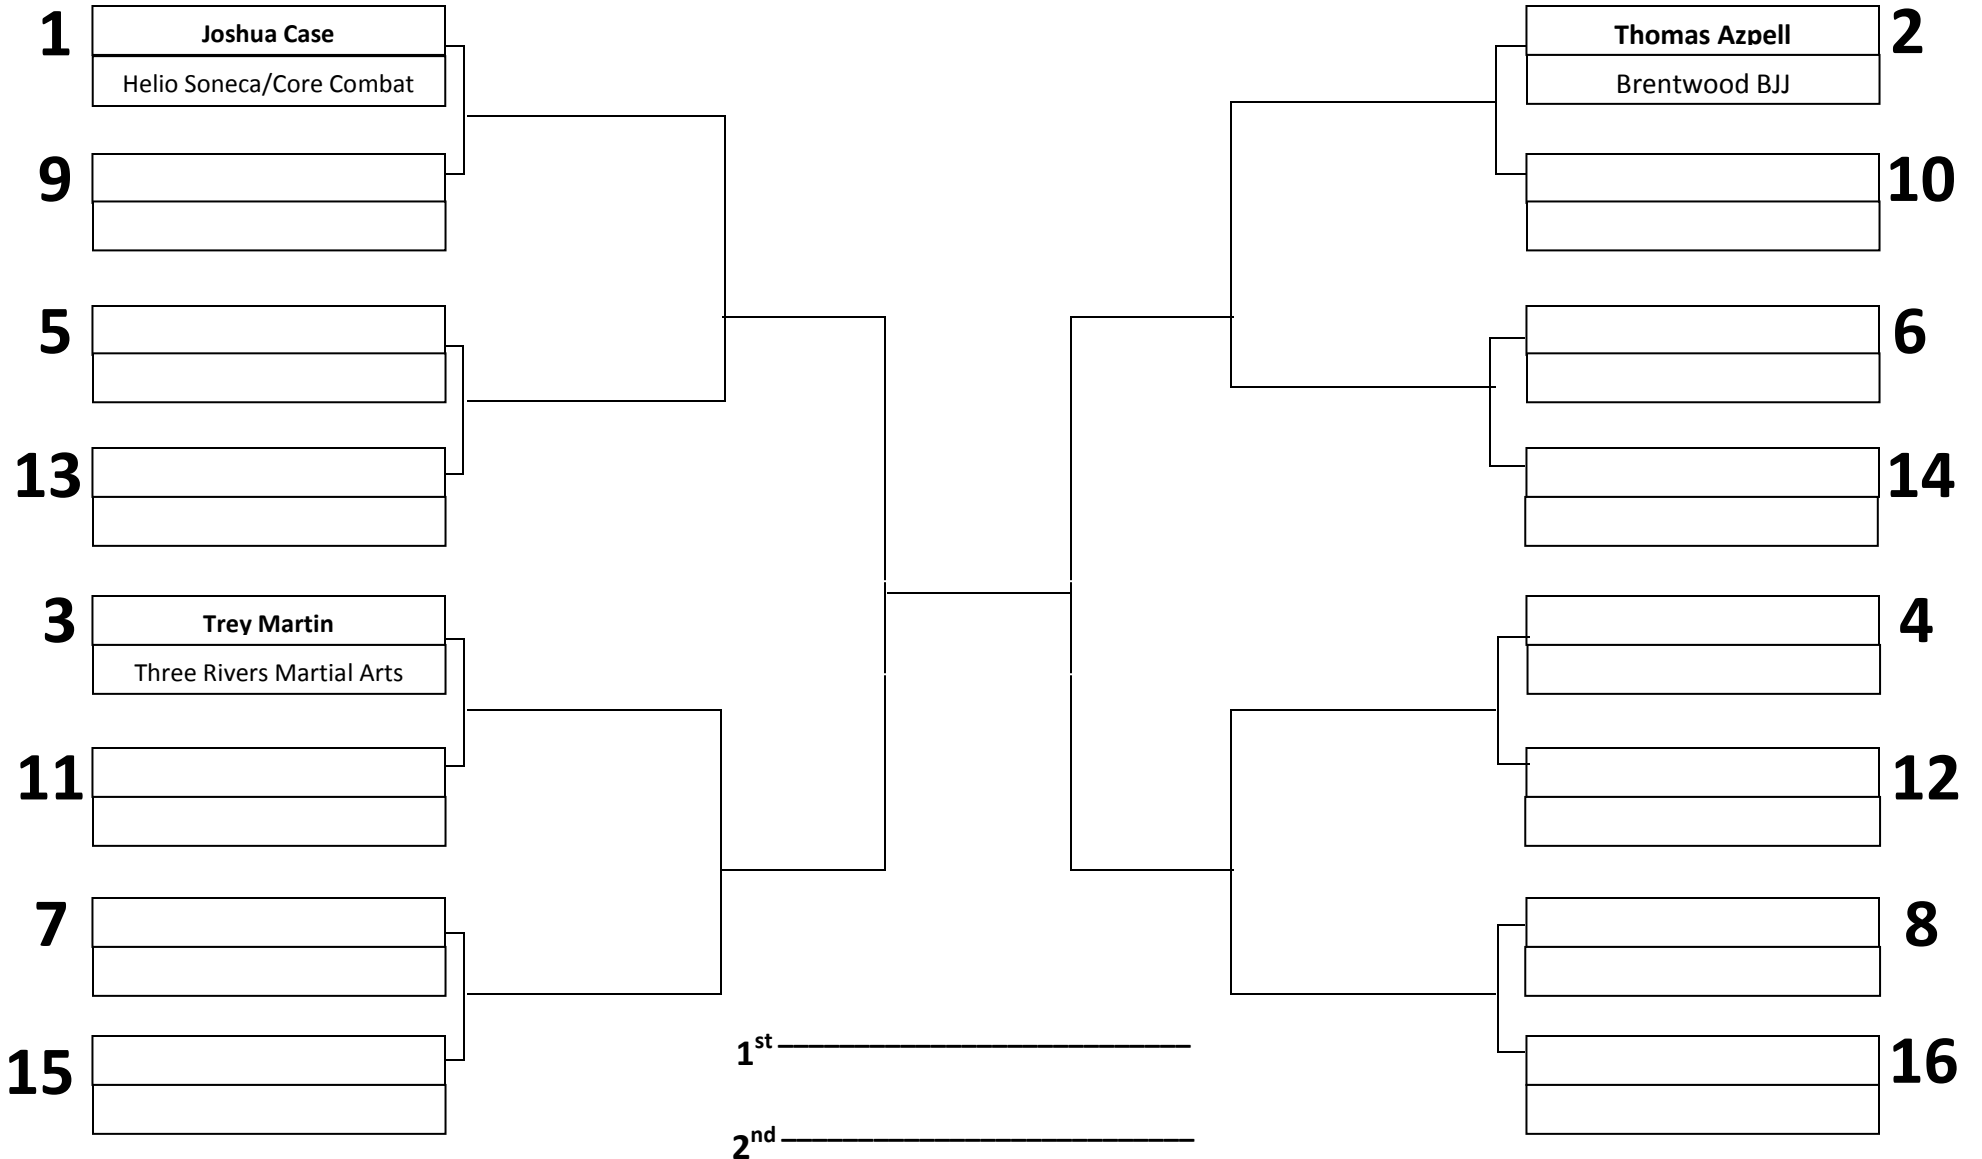 1
Joshua Case
Helio Soneca/Core Combat
9
5
13
3
Trey Martin
Three Rivers Martial Arts
11
7
15
Thomas Azpell
2
Brentwood BJJ
10
6
14
4
12
8
16
1st
2nd